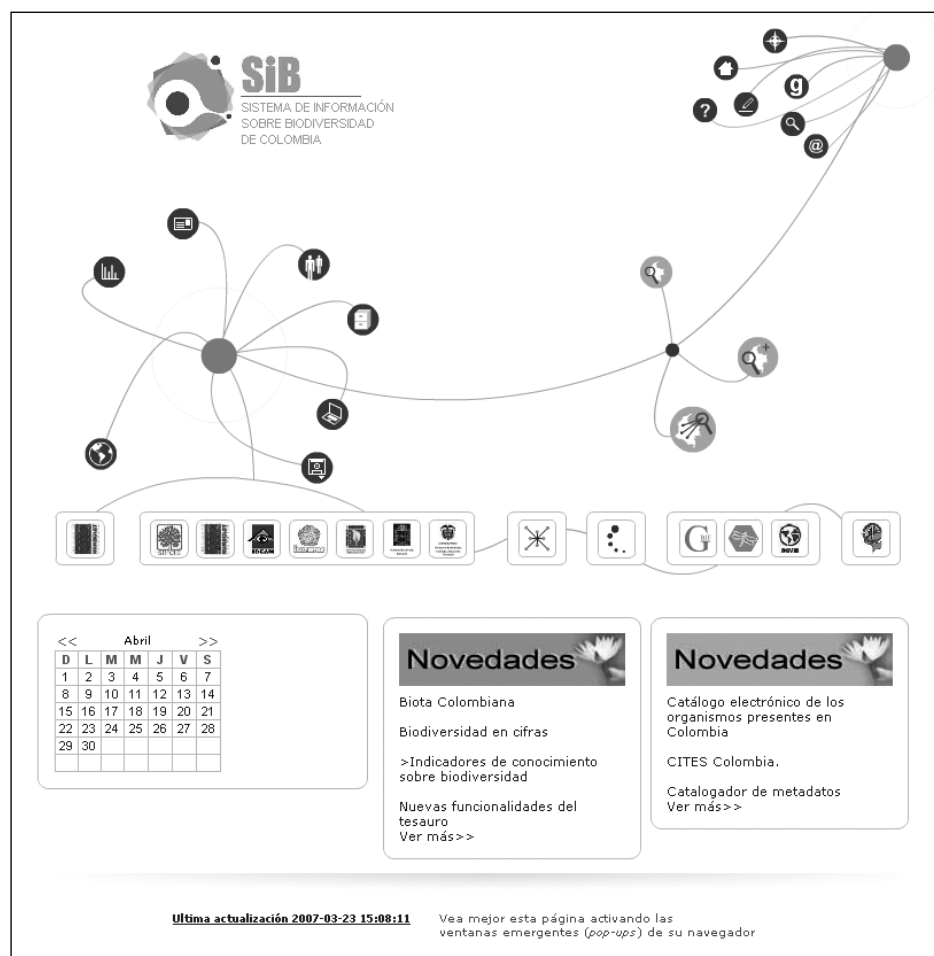 SiB
SISTEMA DE INFORMACIÓN
SOBRE BIODIVERSIDAD
DE COLOMBIA
g
?
@
G
<< Abril >>
D L M M J V S
1 2 3 4 5 6 7
8 9 10 11 12 13 14
15 16 17 18 19 20 21
22 23 24 25 26 27 28
29 30
Novedades
Biota Colombiana
Biodiversidad en cifras
>Indicadores de conocimiento
sobre biodiversidad
Nuevas funcionalidades del
tesauro
Ver más>>
Novedades
Catálogo electrónico de los
organismos presentes en
Colombia
CITES Colombia.
Catalogador de metadatos
Ver más>>
Ultima actualización 2007-03-23 15:08:11
Vea mejor esta página activando las
ventanas emergentes (pop-ups) de su navegador